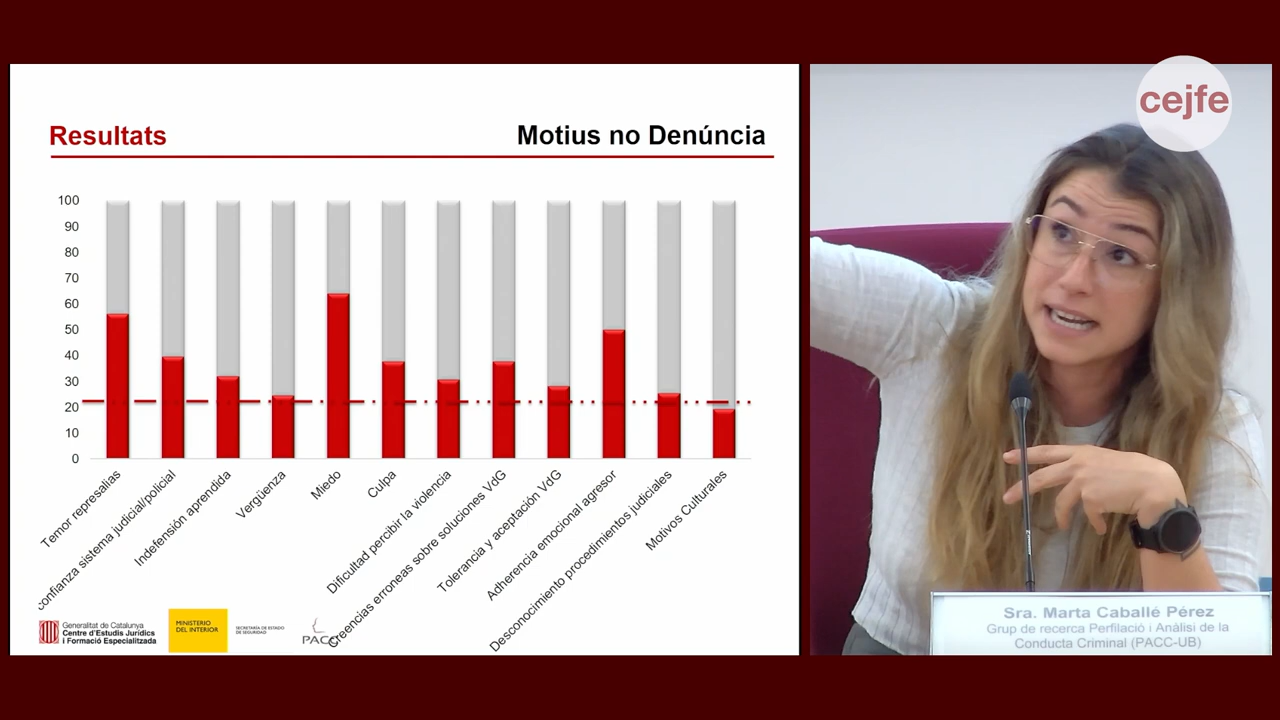 cejfe
Resultats
Motius no Denúncia
100
90
80
70
60
50
40
30
20
10
0
Temor represalias
confianza sistema judicial/policial
Indefensión aprendida
Vergüenza
Miedo
Culpa
Dificultad percibir la violencia
Creencias erroneas sobre soluciones VdG
Tolerancia y aceptación VdG
Adherencia emocional agresor
Desconocimiento procedimientos judiciales
Motivos Culturales
Generalitat de Catalunya
Centre d'Estudis Jurídics
i Formació Especialitzada
MINISTERIO
DEL INTERIOR
SECRETARÍA DE ESTADO
DE SEGURIDAD
PACC
Sra. Marta Caballé Pérez
Grup de recerca Perfilació i Anàlisi de la
Conducta Criminal (PACC-UB)